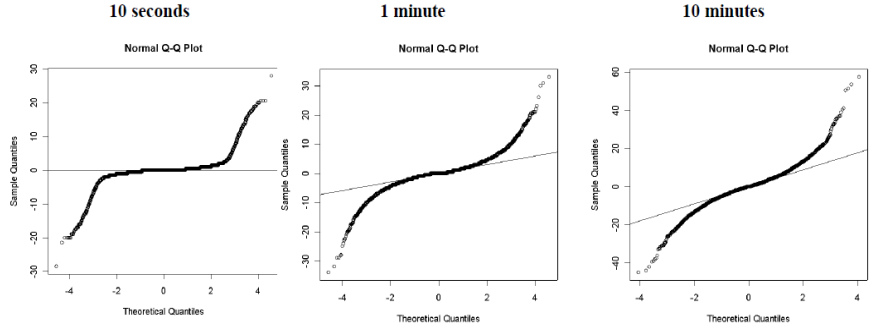 10 seconds
1 minute
10 minutes
Normal Q-Q Plot
Sample Quantiles
30
20
10
0
-10
-20
-30
-4 -2 0 2 4
Theoretical Quantiles
Normal Q-Q Plot
Sample Quantiles
30
20
10
0
-10
-20
-30
-4 -2 0 2 4
Theoretical Quantiles
Normal Q-Q Plot
Sample Quantiles
60
40
20
0
-20
-40
-4 -2 0 2 4
Theoretical Quantiles